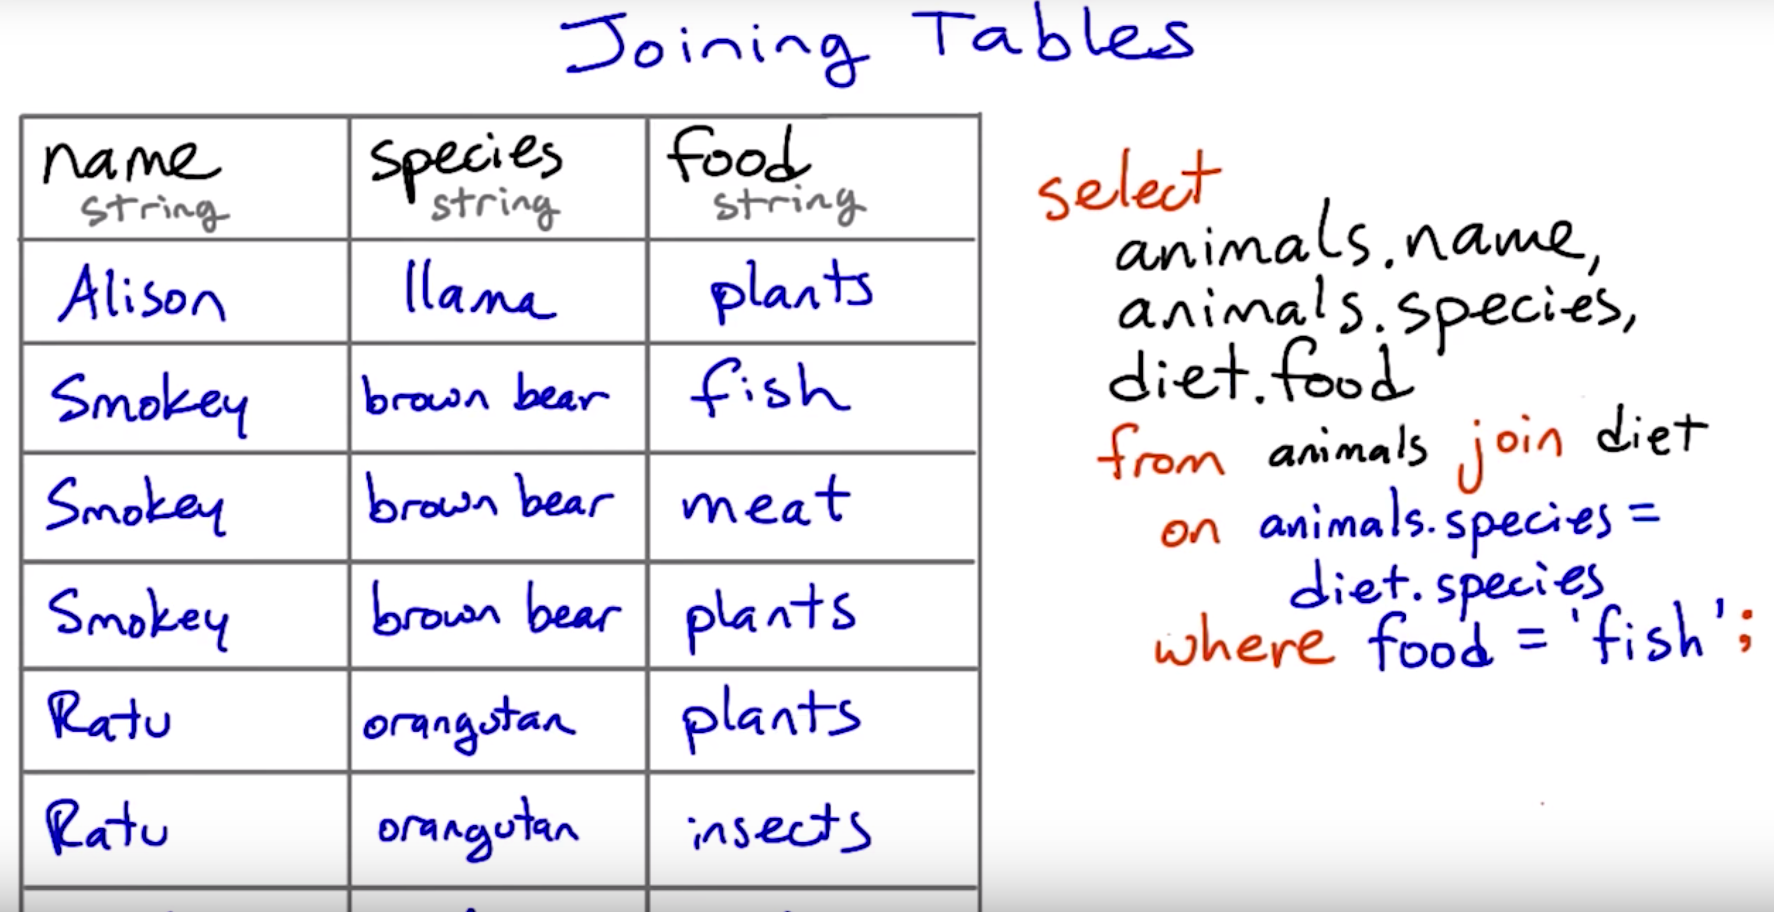 Joining Tables
name species food
string string string
Alison llama plants
Smokey brown bear fish
Smokey brown bear meat
Smokey brown bear plants
Ratu orangutan plants
Ratu orangutan insects
select
animals.name,
animals.species,
diet.food
from animals join diet
on animals.species =
diet.species
where food = 'fish';